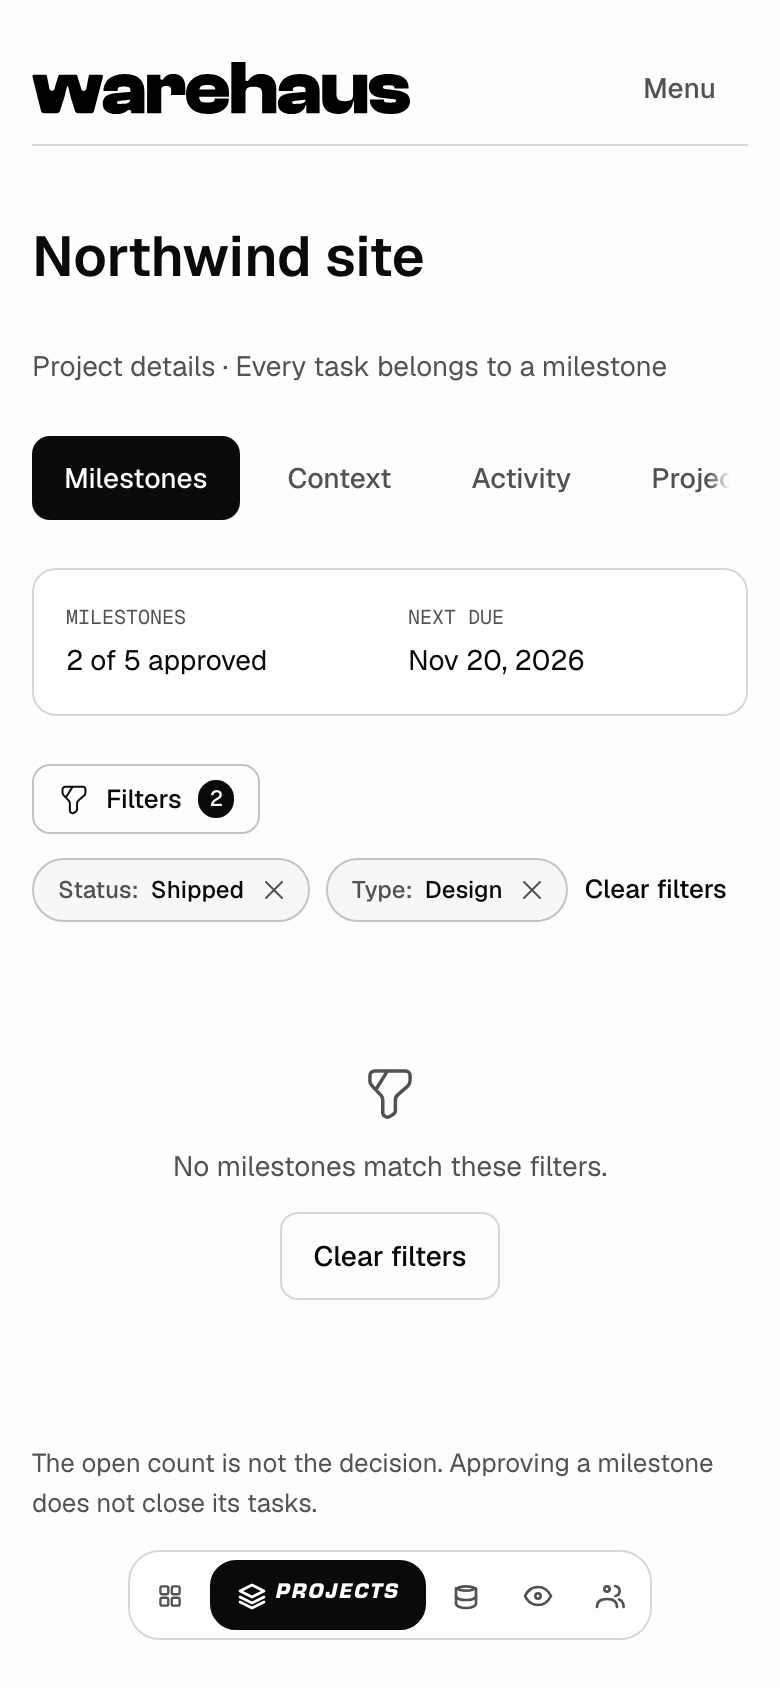 warehaus
Menu
Northwind site
Project details · Every task belongs to a milestone
Milestones Context Activity Projec
MILESTONES NEXT DUE
2 of 5 approved Nov 20, 2026
Filters 2
Status: Shipped Type: Design Clear filters
No milestones match these filters.
Clear filters
The open count is not the decision. Approving a milestone
does not close its tasks.
PROJECTS